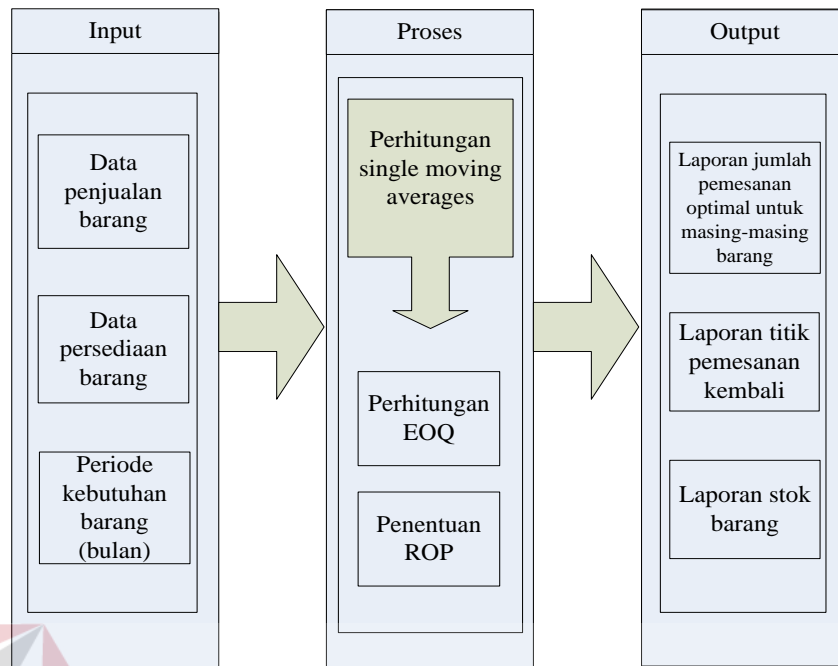 Input
Data
penjualan
barang
Data
persediaan
barang
Periode
kebutuhan
barang
(bulan)
Proses
Perhitungan
single moving
averages
Perhitungan
EOQ
Penentuan
ROP
Output
Laporan jumlah
pemesanan
optimal untuk
masing-masing
barang
Laporan titik
pemesanan
kembali
Laporan stok
barang